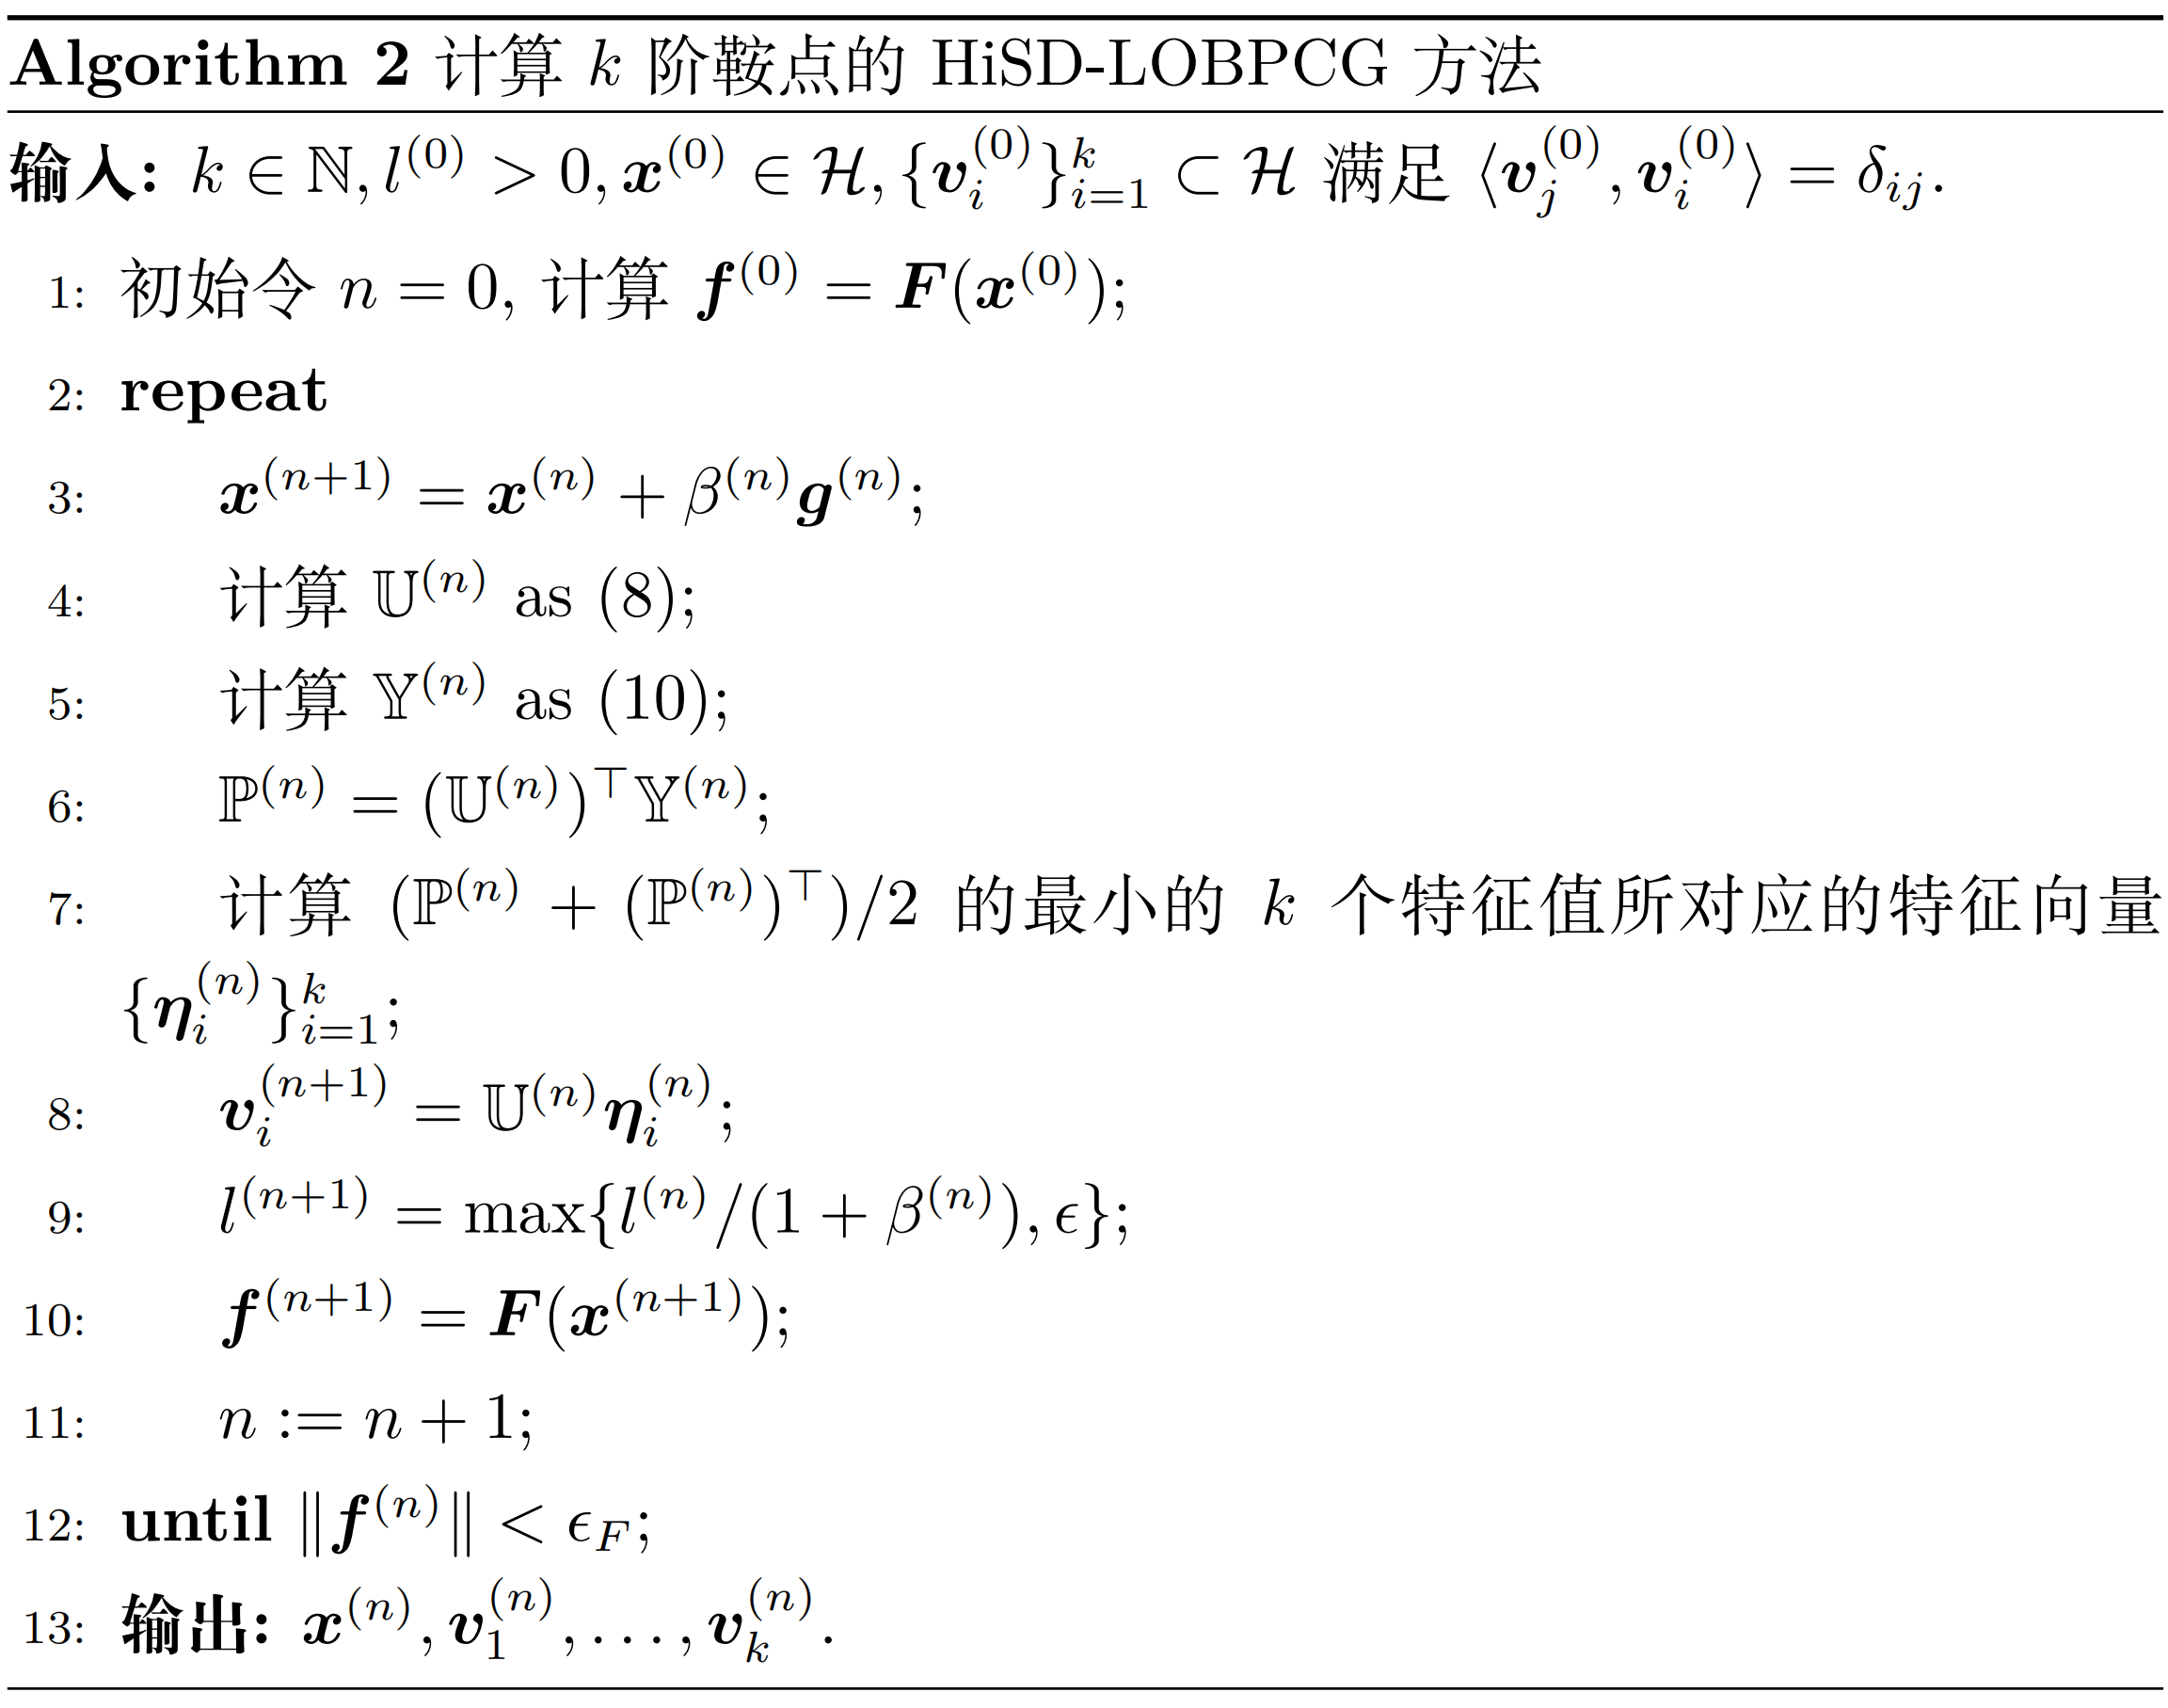 Algorithm 2 计算 $k$ 阶鞍点的 HiSD-LOBPCG 方法
输入: $k \in \mathbb{N}, l^{(0)} > 0, \boldsymbol{x}^{(0)} \in \mathcal{H}, \{\boldsymbol{v}_i^{(0)}\}_{i=1}^k \subset \mathcal{H}$ 满足 $\langle \boldsymbol{v}_j^{(0)}, \boldsymbol{v}_i^{(0)} \rangle = \delta_{ij}$.
1: 初始令 $n = 0$, 计算 $\boldsymbol{f}^{(0)} = \boldsymbol{F}(\boldsymbol{x}^{(0)})$;
2: repeat
3: $\boldsymbol{x}^{(n+1)} = \boldsymbol{x}^{(n)} + \beta^{(n)} \boldsymbol{g}^{(n)}$;
4: 计算 $\mathbb{U}^{(n)}$ as (8);
5: 计算 $\mathbb{Y}^{(n)}$ as (10);
6: $\mathbb{P}^{(n)} = (\mathbb{U}^{(n)})^\top \mathbb{Y}^{(n)}$;
7: 计算 $(\mathbb{P}^{(n)} + (\mathbb{P}^{(n)})^\top)/2$ 的最小的 $k$ 个特征值所对应的特征向量
$\{\boldsymbol{\eta}_i^{(n)}\}_{i=1}^k$;
8: $\boldsymbol{v}_i^{(n+1)} = \mathbb{U}^{(n)} \boldsymbol{\eta}_i^{(n)}$;
9: $l^{(n+1)} = \max\{l^{(n)}/(1 + \beta^{(n)}), \epsilon\}$;
10: $\boldsymbol{f}^{(n+1)} = \boldsymbol{F}(\boldsymbol{x}^{(n+1)})$;
11: $n := n + 1$;
12: until $\|\boldsymbol{f}^{(n)}\| < \epsilon_F$;
13: 输出: $\boldsymbol{x}^{(n)}, \boldsymbol{v}_1^{(n)}, \ldots, \boldsymbol{v}_k^{(n)}$.